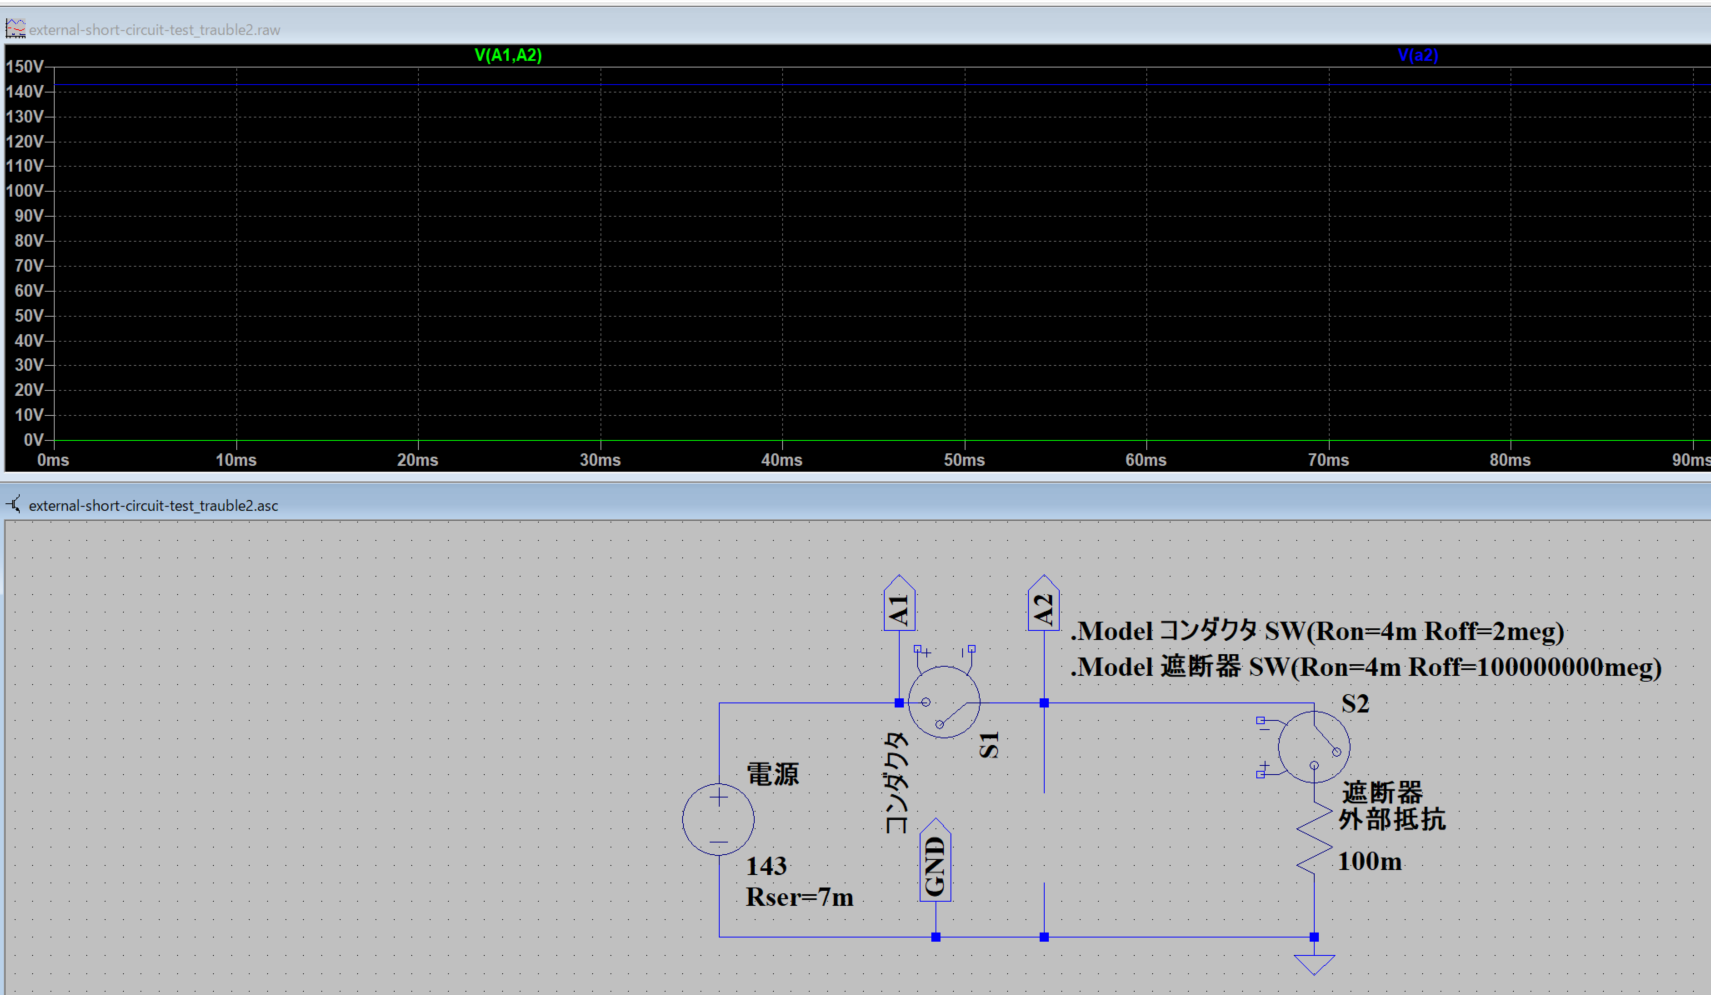 external-short-circuit-test_trauble2.raw
V(A1,A2)
V(a2)
150V
140V
130V
120V
110V
100V
90V
80V
70V
60V
50V
40V
30V
20V
10V
0V
0ms 10ms 20ms 30ms 40ms 50ms 60ms 70ms 80ms 90ms
external-short-circuit-test_trauble2.asc
A1
A2
.Model コンダクタ SW(Ron=4m Roff=2meg)
.Model 遮断器 SW(Ron=4m Roff=100000000meg)
S2
S1
コンダクタ
電源
143
Rser=7m
GND
遮断器
外部抵抗
100m